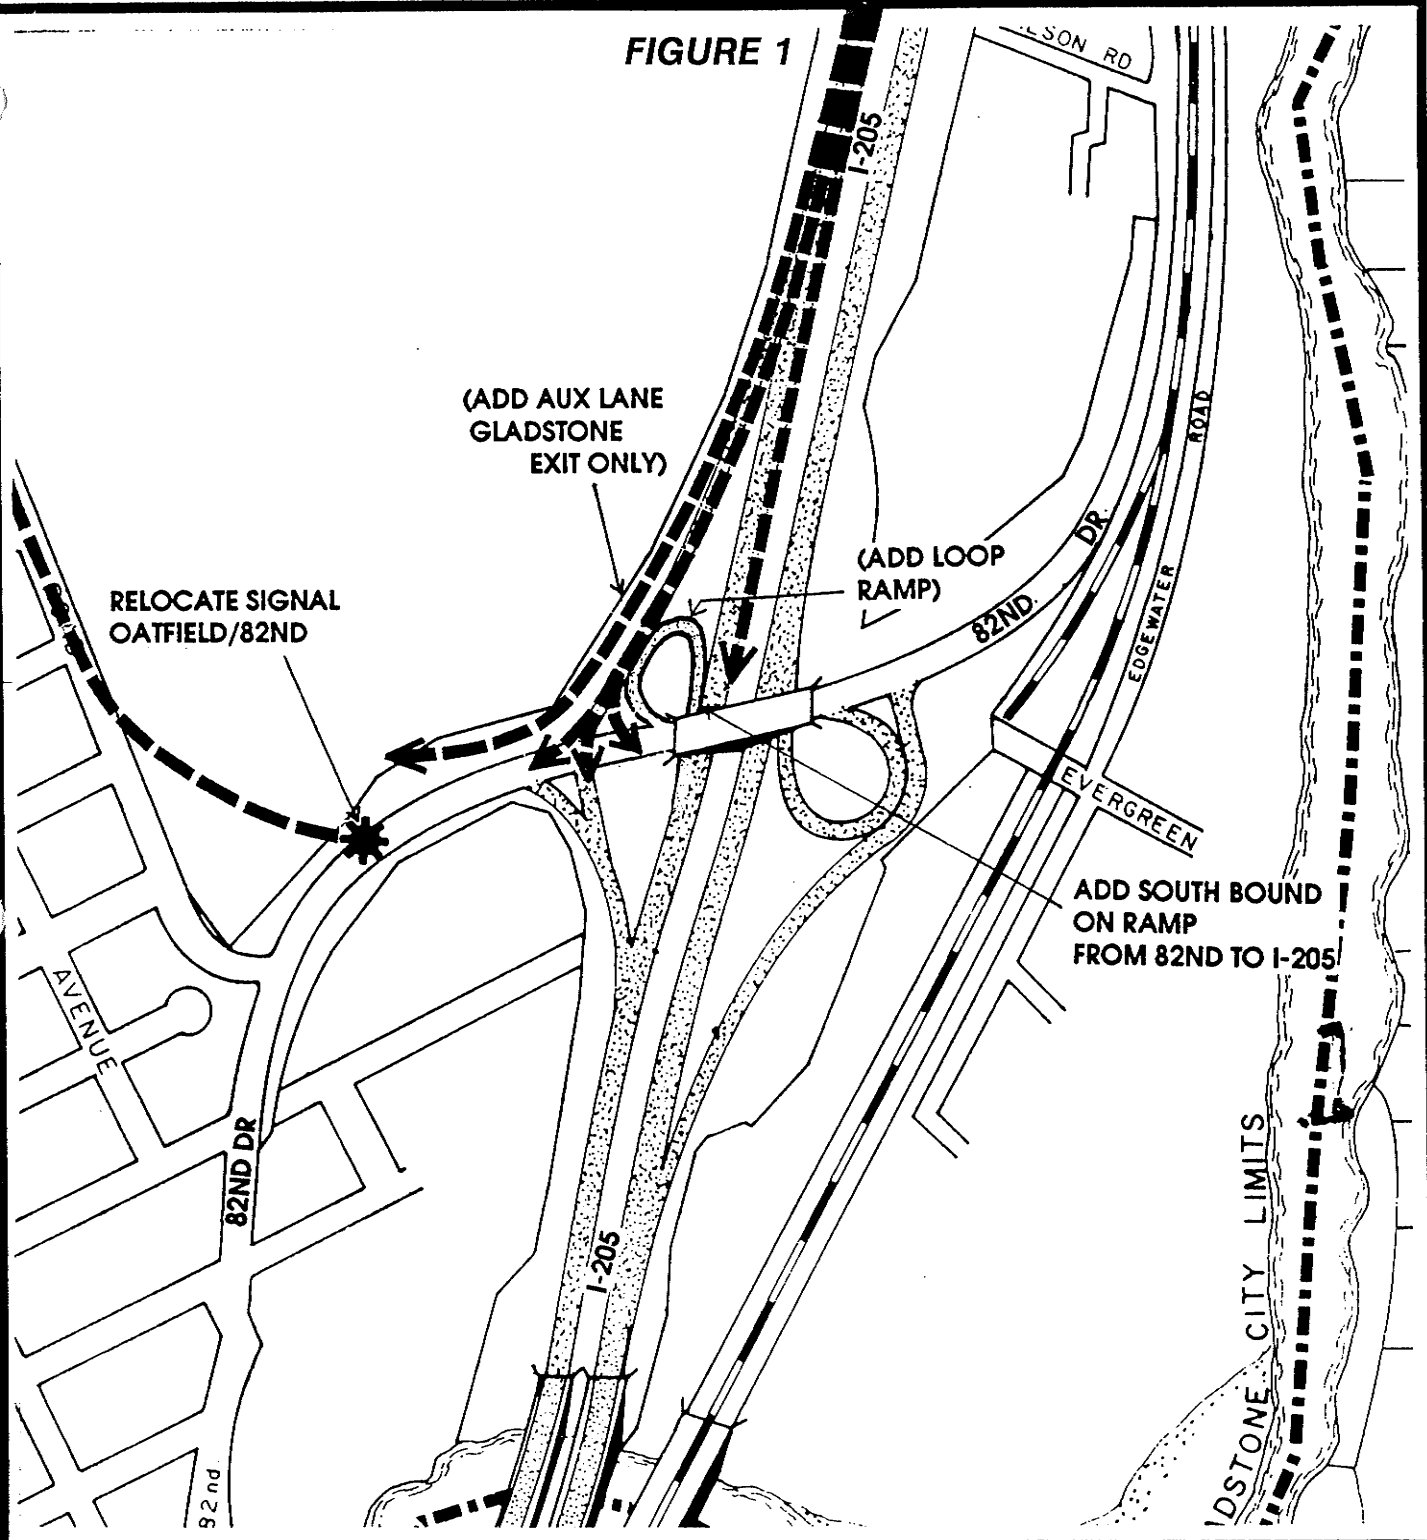 FIGURE 1
RD
I-205
(ADD AUX LANE
GLADSTONE
EXIT ONLY)
ROAD
82ND. DR.
(ADD LOOP
RAMP)
RELOCATE SIGNAL
OATFIELD/82ND
EDGEWATER
EVERGREEN
ADD SOUTH BOUND
ON RAMP
FROM 82ND TO I-205
AVENUE
82ND DR
I-205
CITY LIMITS
82nd